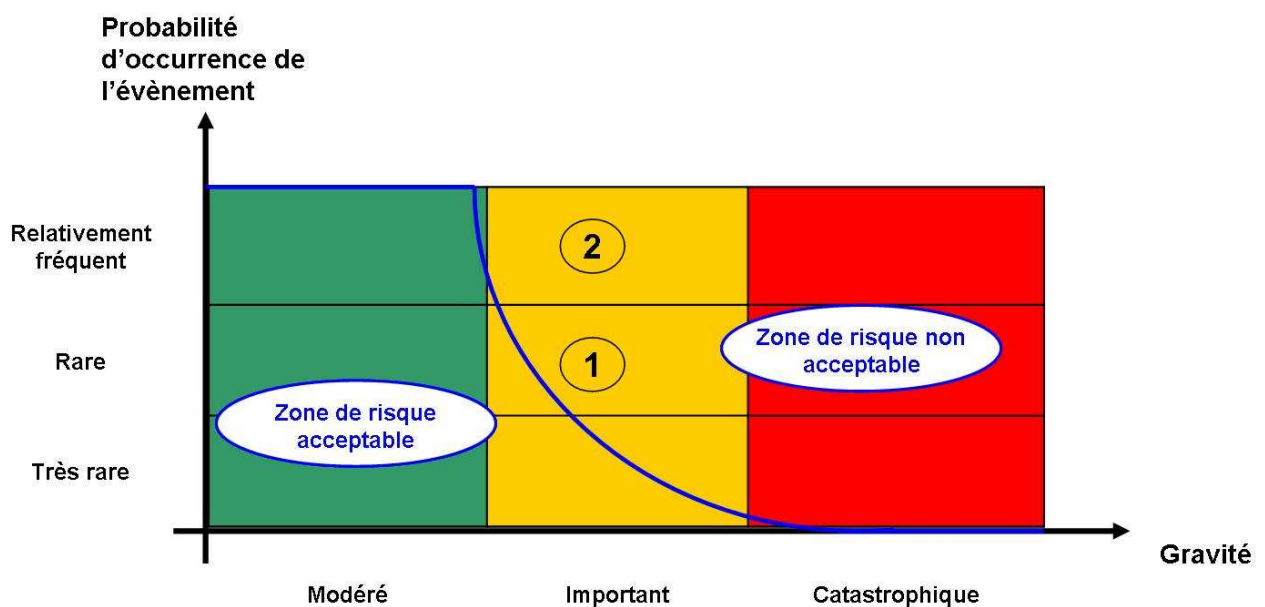 Probabilité
d’occurrence de
l’évènement
Relativement
fréquent
2
Rare
1
Zone de risque non
acceptable
Zone de risque
acceptable
Très rare
Gravité
Modéré
Important
Catastrophique